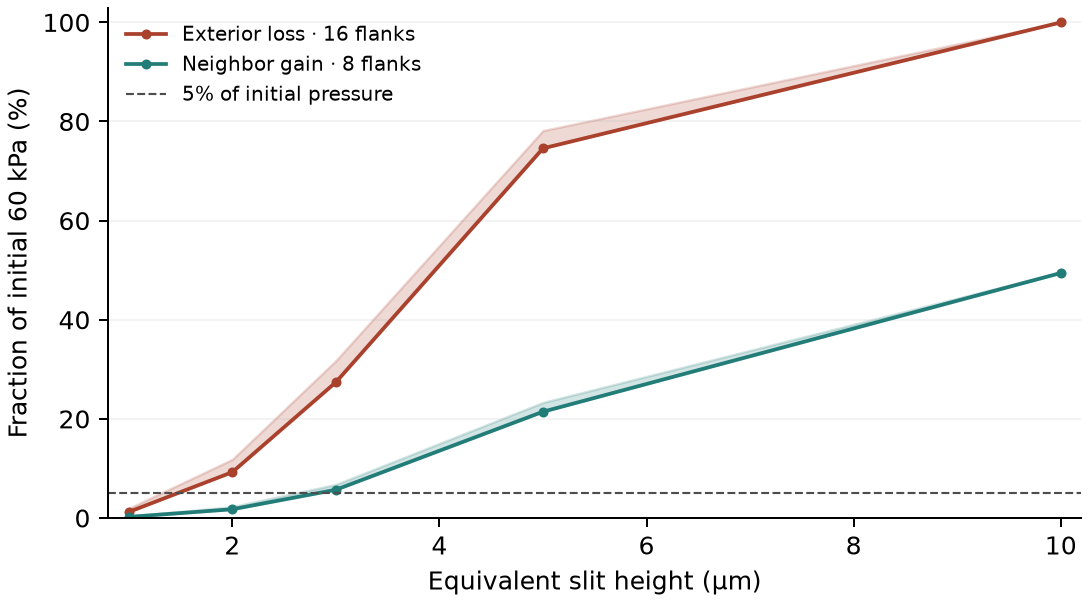 Exterior loss · 16 flanks
Neighbor gain · 8 flanks
5% of initial pressure
Fraction of initial 60 kPa (%)
100
80
60
40
20
0
2
4
6
8
10
Equivalent slit height (μm)